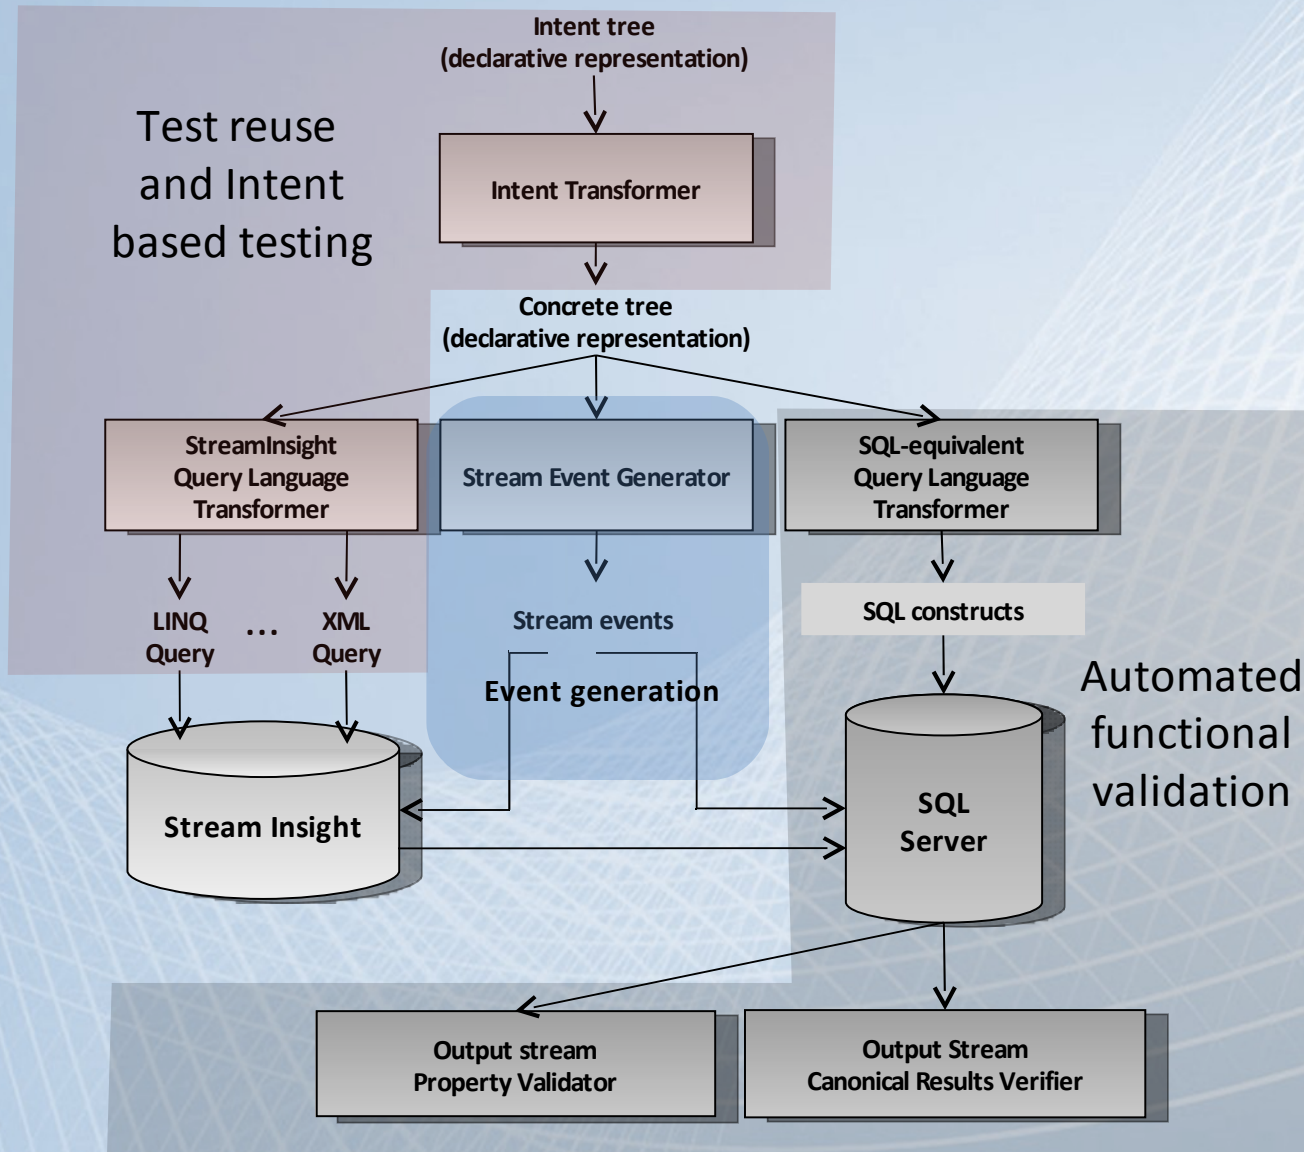 Intent tree
(declarative representation)
Test reuse
and Intent
based testing
Intent Transformer
Concrete tree
(declarative representation)
StreamInsight
Query Language
Transformer
Stream Event Generator
SQL-equivalent
Query Language
Transformer
LINQ
Query
...
XML
Query
Stream events
SQL constructs
Event generation
Automated
functional
validation
Stream Insight
SQL
Server
Output stream
Property Validator
Output Stream
Canonical Results Verifier